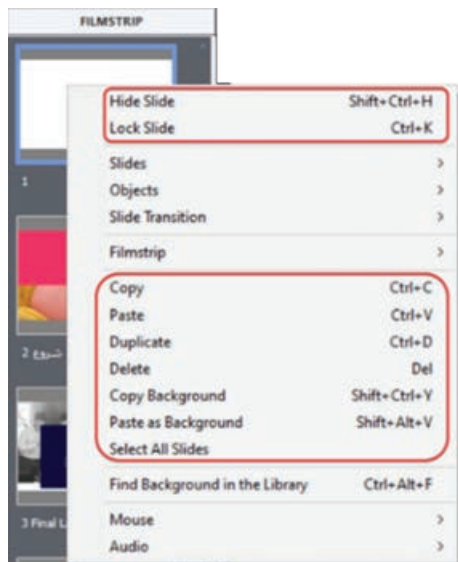 FILMSTRIP
Hide Slide Shift+Ctrl+H
Lock Slide Ctrl+K
1
Slides >
Objects >
Slide Transition >
Filmstrip >
Copy Ctrl+C
Paste Ctrl+V
2 شروع
Duplicate Ctrl+D
Delete Del
Copy Background Shift+Ctrl+Y
Paste as Background Shift+Alt+V
Select All Slides
Find Background in the Library Ctrl+Alt+F
3 Final L
Mouse >
Audio >